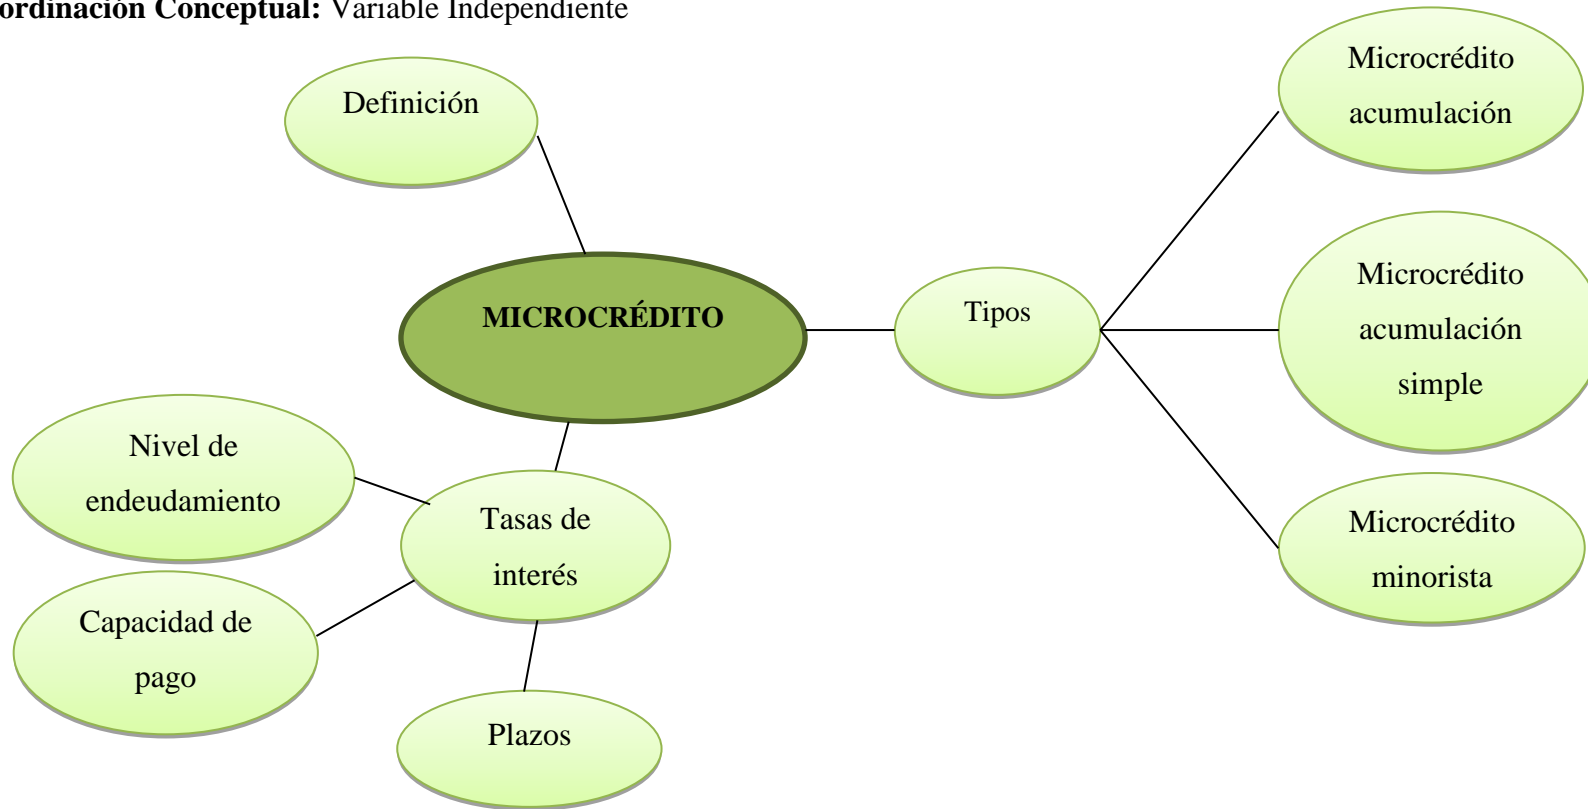 ordinación Conceptual: Variable Independiente
Definición
MICROCRÉDITO
Tipos
Microcrédito
acumulación
Microcrédito
acumulación
simple
Microcrédito
minorista
Nivel de
endeudamiento
Tasas de
interés
Capacidad de
pago
Plazos